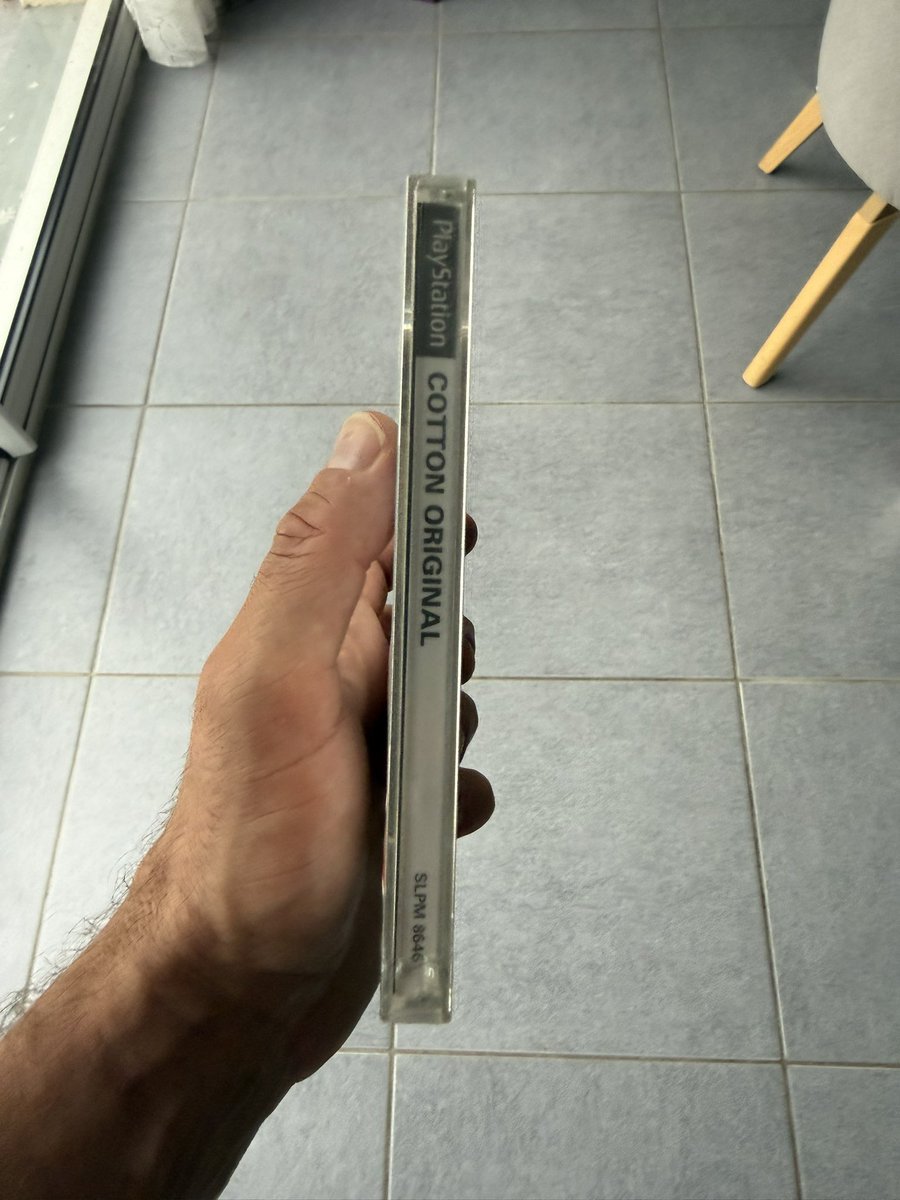 PlayStation
COTTON ORIGINAL
SLPM 8646